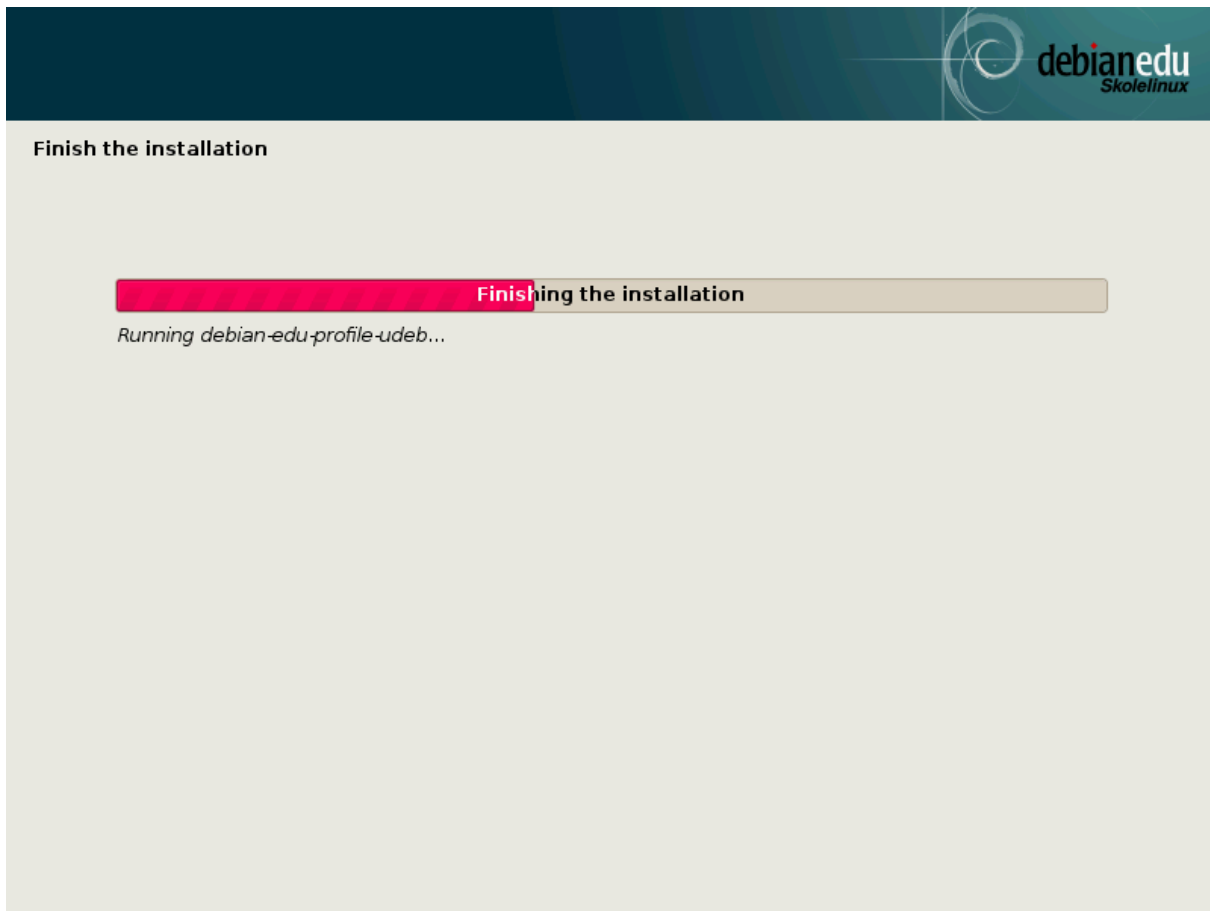 debianedu
Skolelinux
Finish the installation
Finishing the installation
Running debian-edu-profile-udeb...